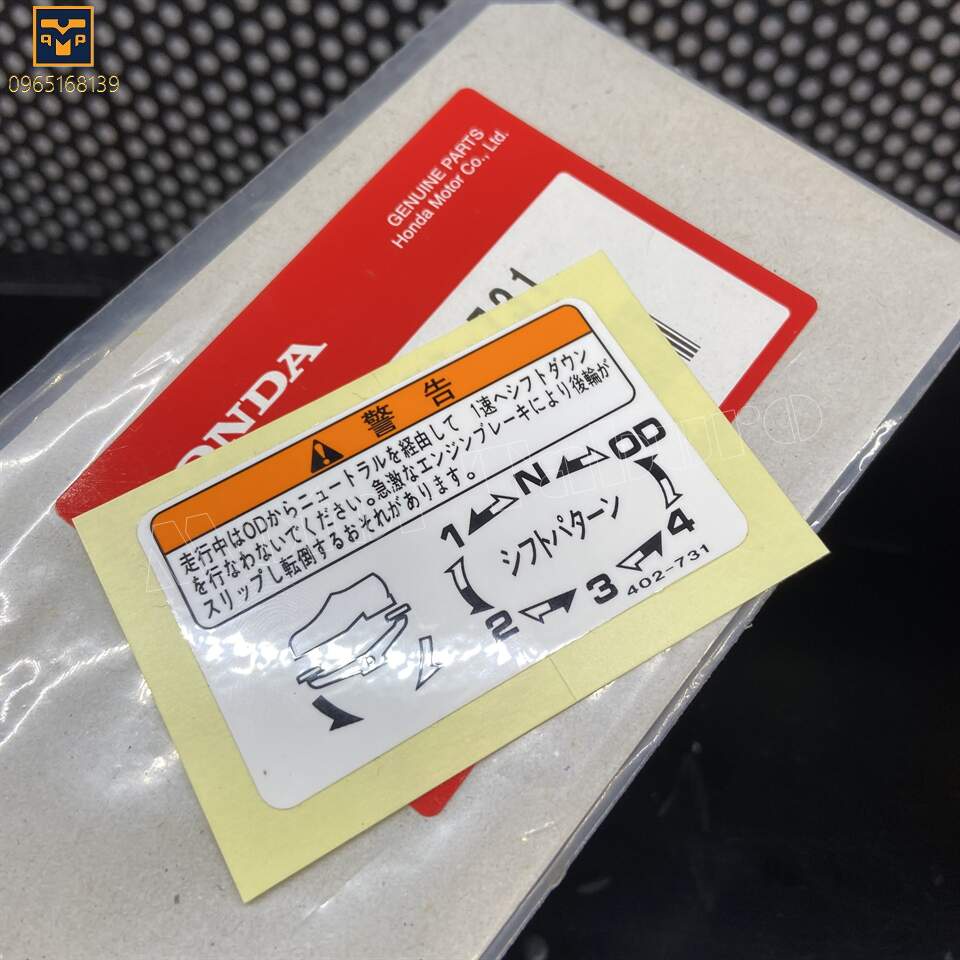 0965168139
GENUINE PARTS
Honda Motor Co., Ltd.
HONDA
警告
走行中はODからニュートラルを経由して 1速へシフトダウン
を行なわないでください。急激なエンジンブレーキにより後輪が
スリップし転倒するおそれがあります。
1 N OD
シフトパターン
2 3 4
402-731